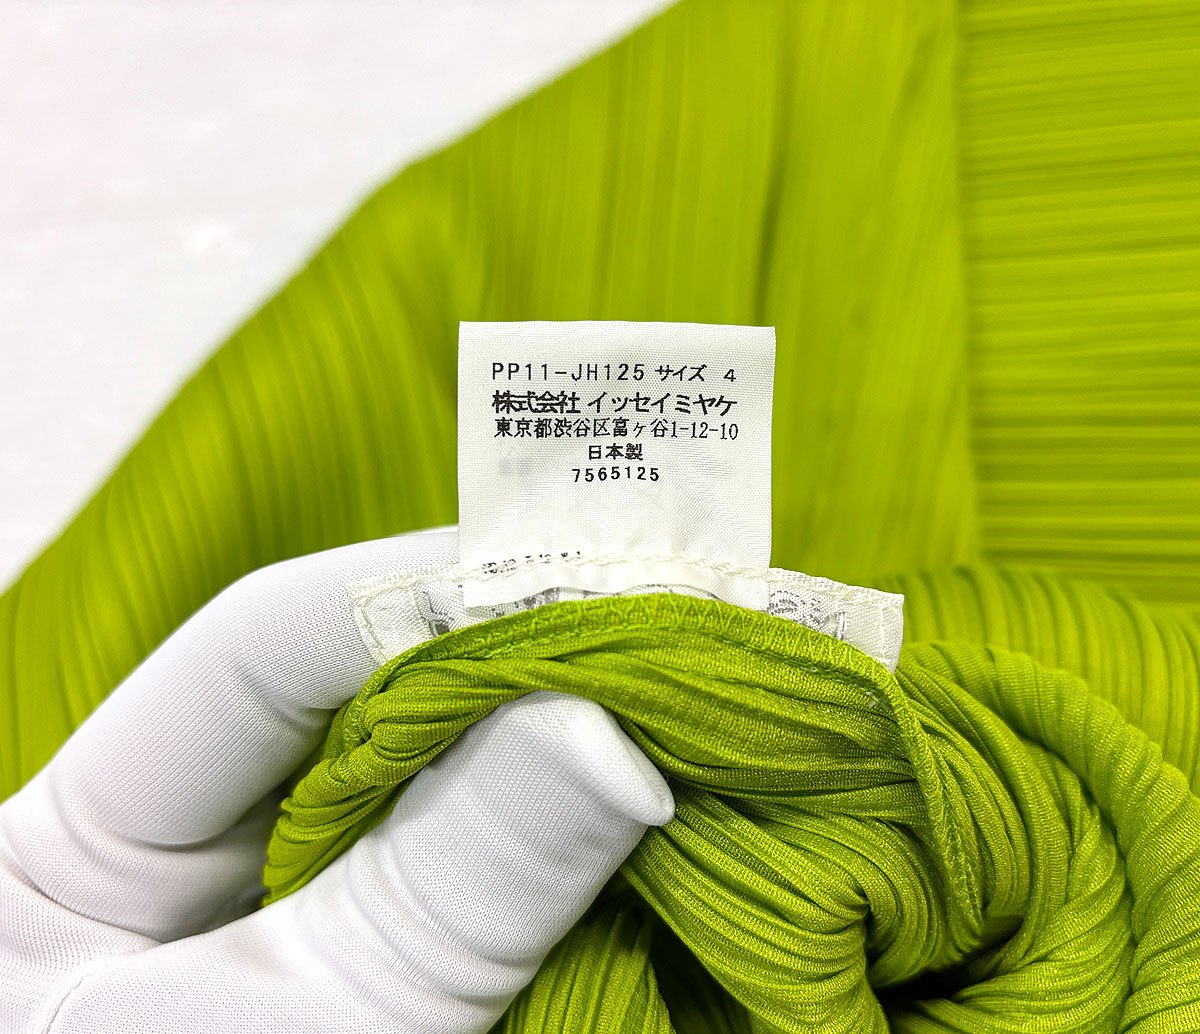 PP11-JH125 サイズ 4
株式会社 イッセイミヤケ
東京都渋谷区富ヶ谷1-12-10
日本製
7565125